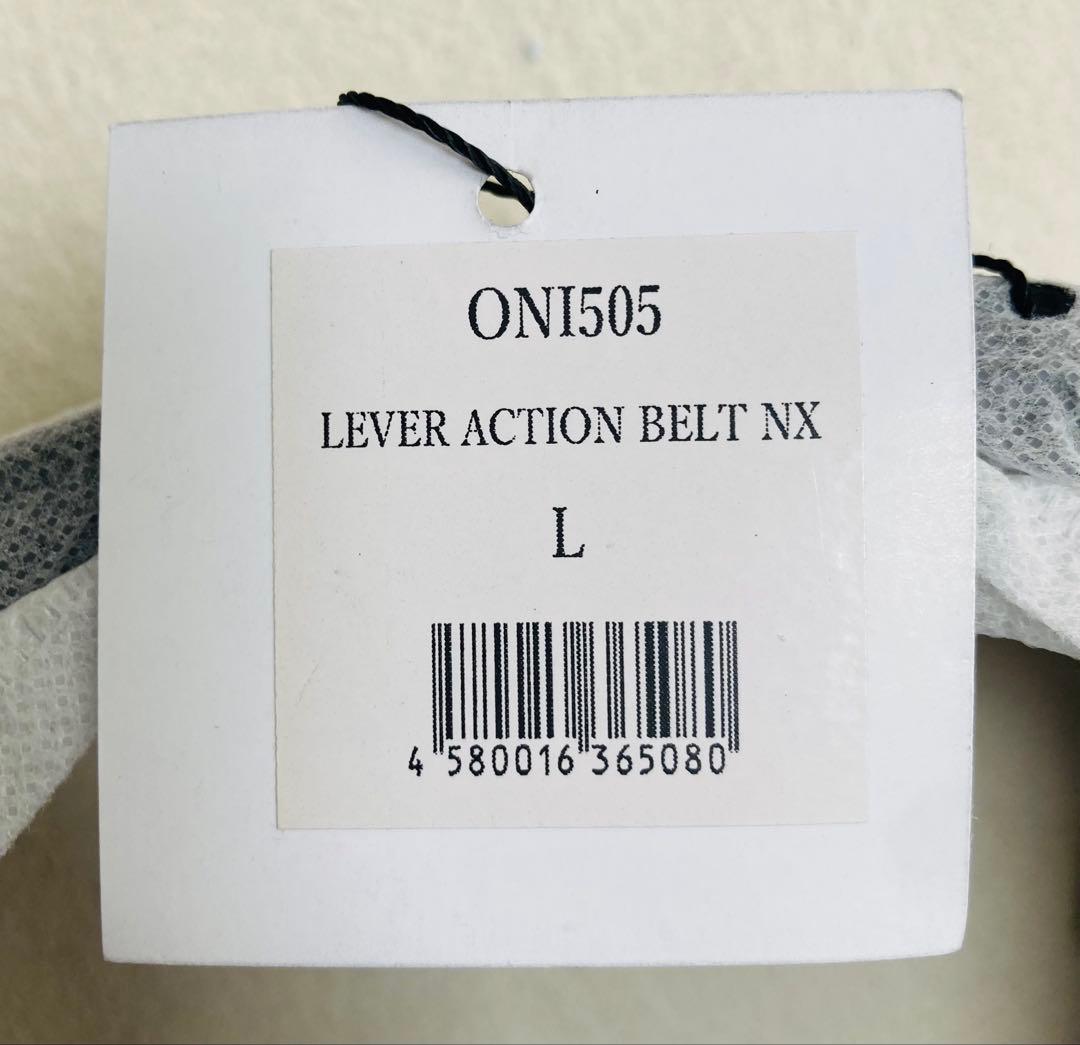 ONI505
LEVER ACTION BELT NX
L
4 580016 365080